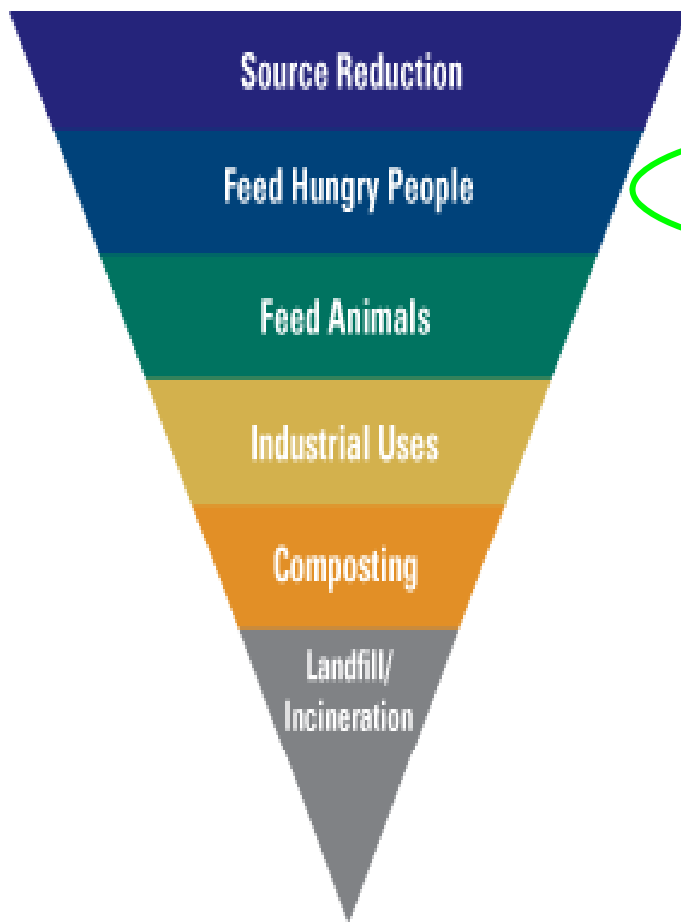 Source Reduction
Feed Hungry People
Feed Animals
Industrial Uses
Composting
Landfill/
Incineration